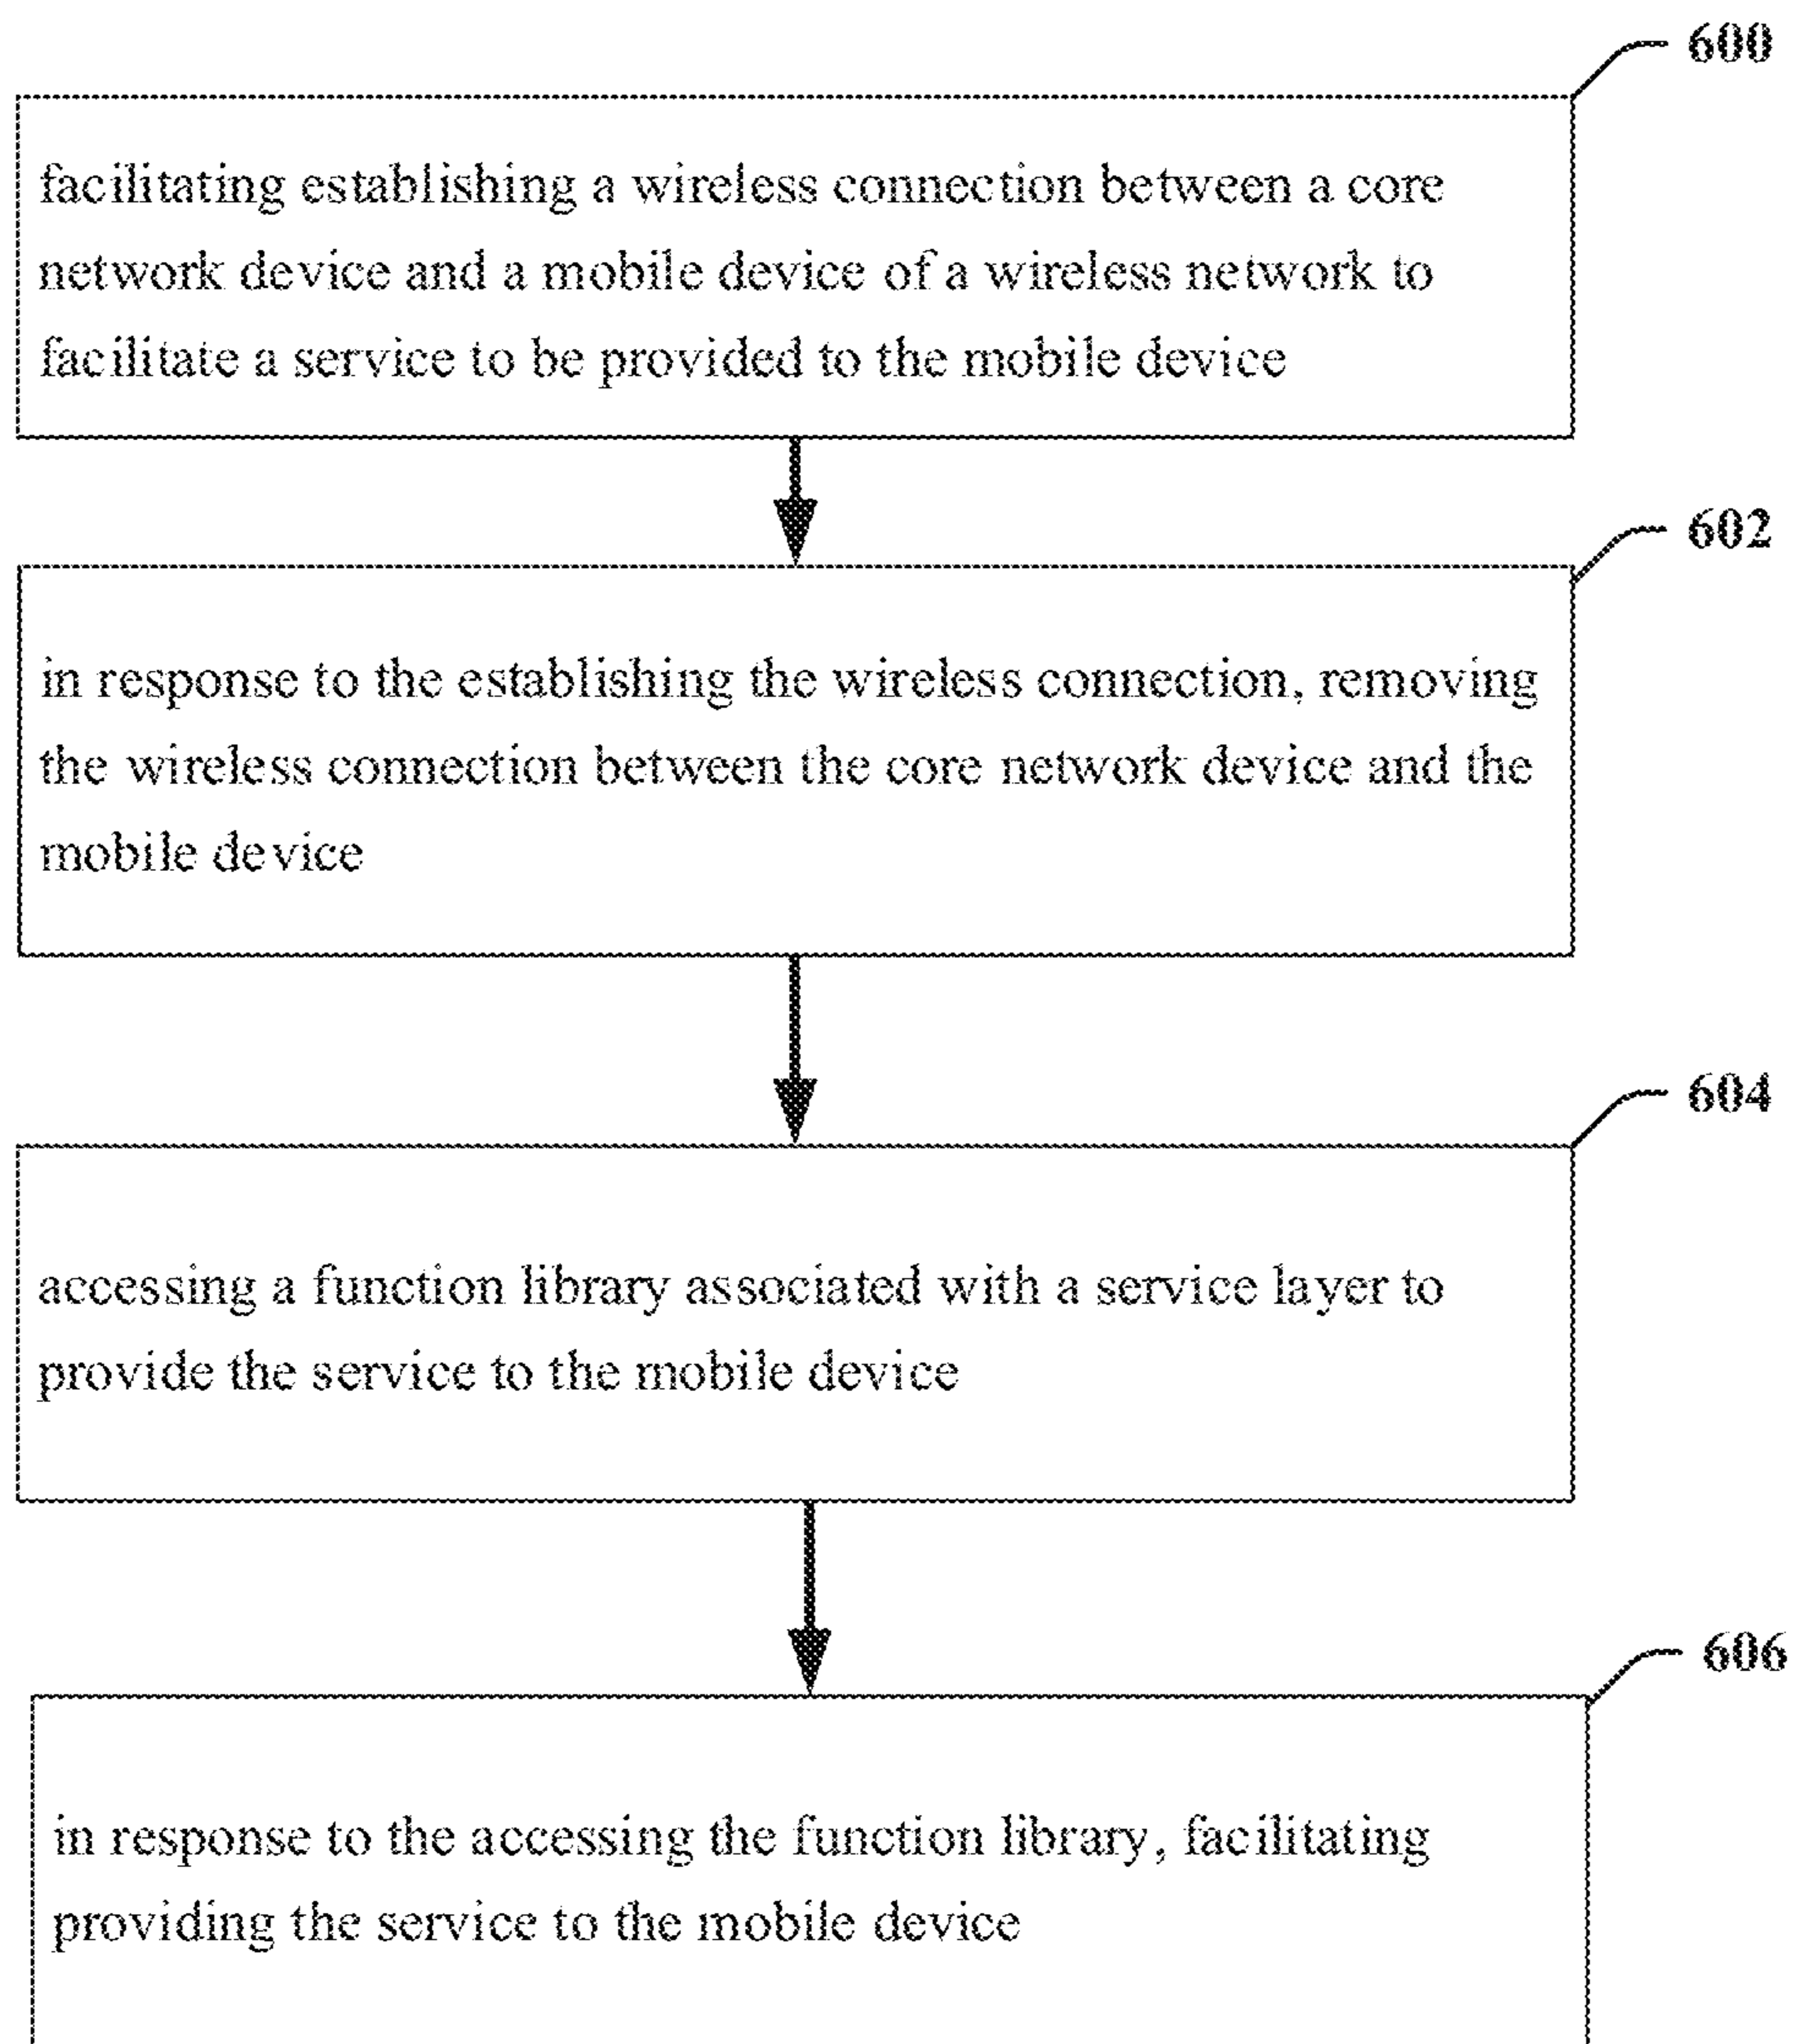 600
facilitating establishing a wireless connection between a core
network device and a mobile device of a wireless network to
facilitate a service to be provided to the mobile device
602
in response to the establishing the wireless connection, removing
the wireless connection between the core network device and the
mobile device
604
accessing a function library associated with a service layer to
provide the service to the mobile device
606
in response to the accessing the function library, facilitating
providing the service to the mobile device